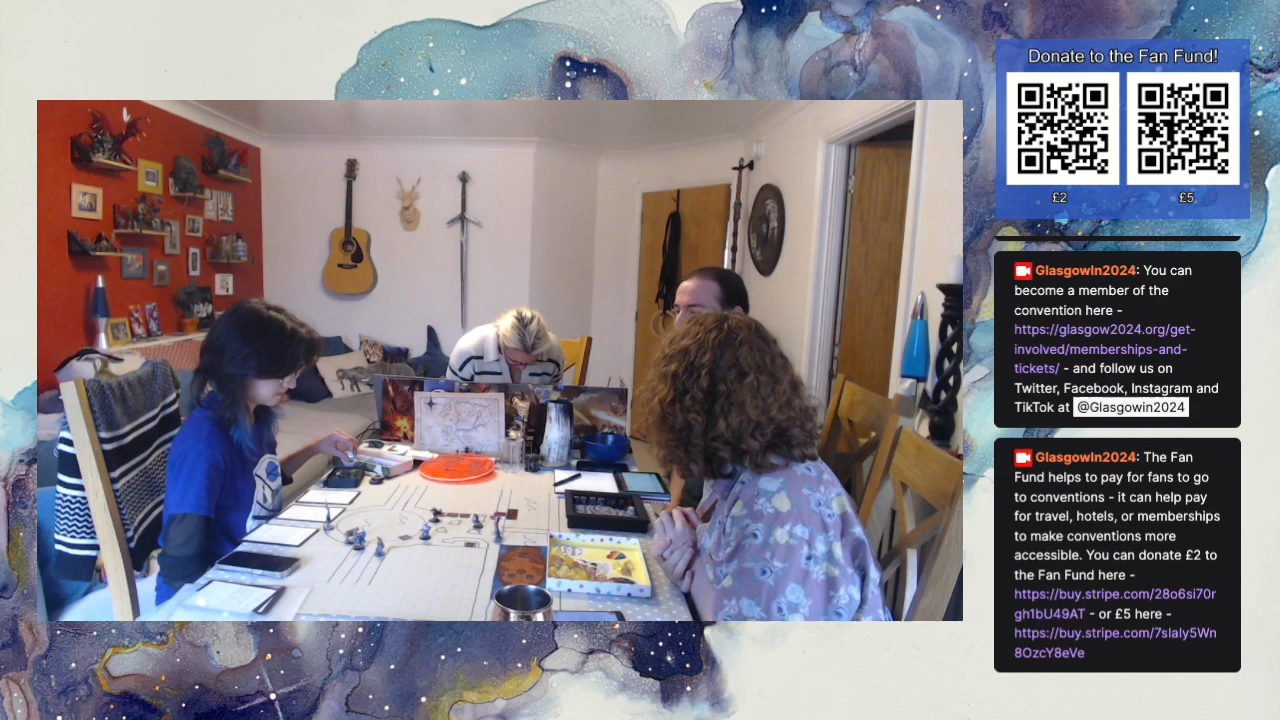 Donate to the Fan Fund!
£2
£5
GlasgowIn2024: You can
become a member of the
convention here -
https://glasgow2024.org/get-
involved/memberships-and-
tickets/ - and follow us on
Twitter, Facebook, Instagram and
TikTok at @Glasgowin2024
GlasgowIn2024: The Fan
Fund helps to pay for fans to go
to conventions - it can help pay
for travel, hotels, or memberships
to make conventions more
accessible. You can donate £2 to
the Fan Fund here -
https://buy.stripe.com/28o6si70r
gh1bU49AT - or £5 here -
https://buy.stripe.com/7sIaIy5Wn
8OzcY8eVe